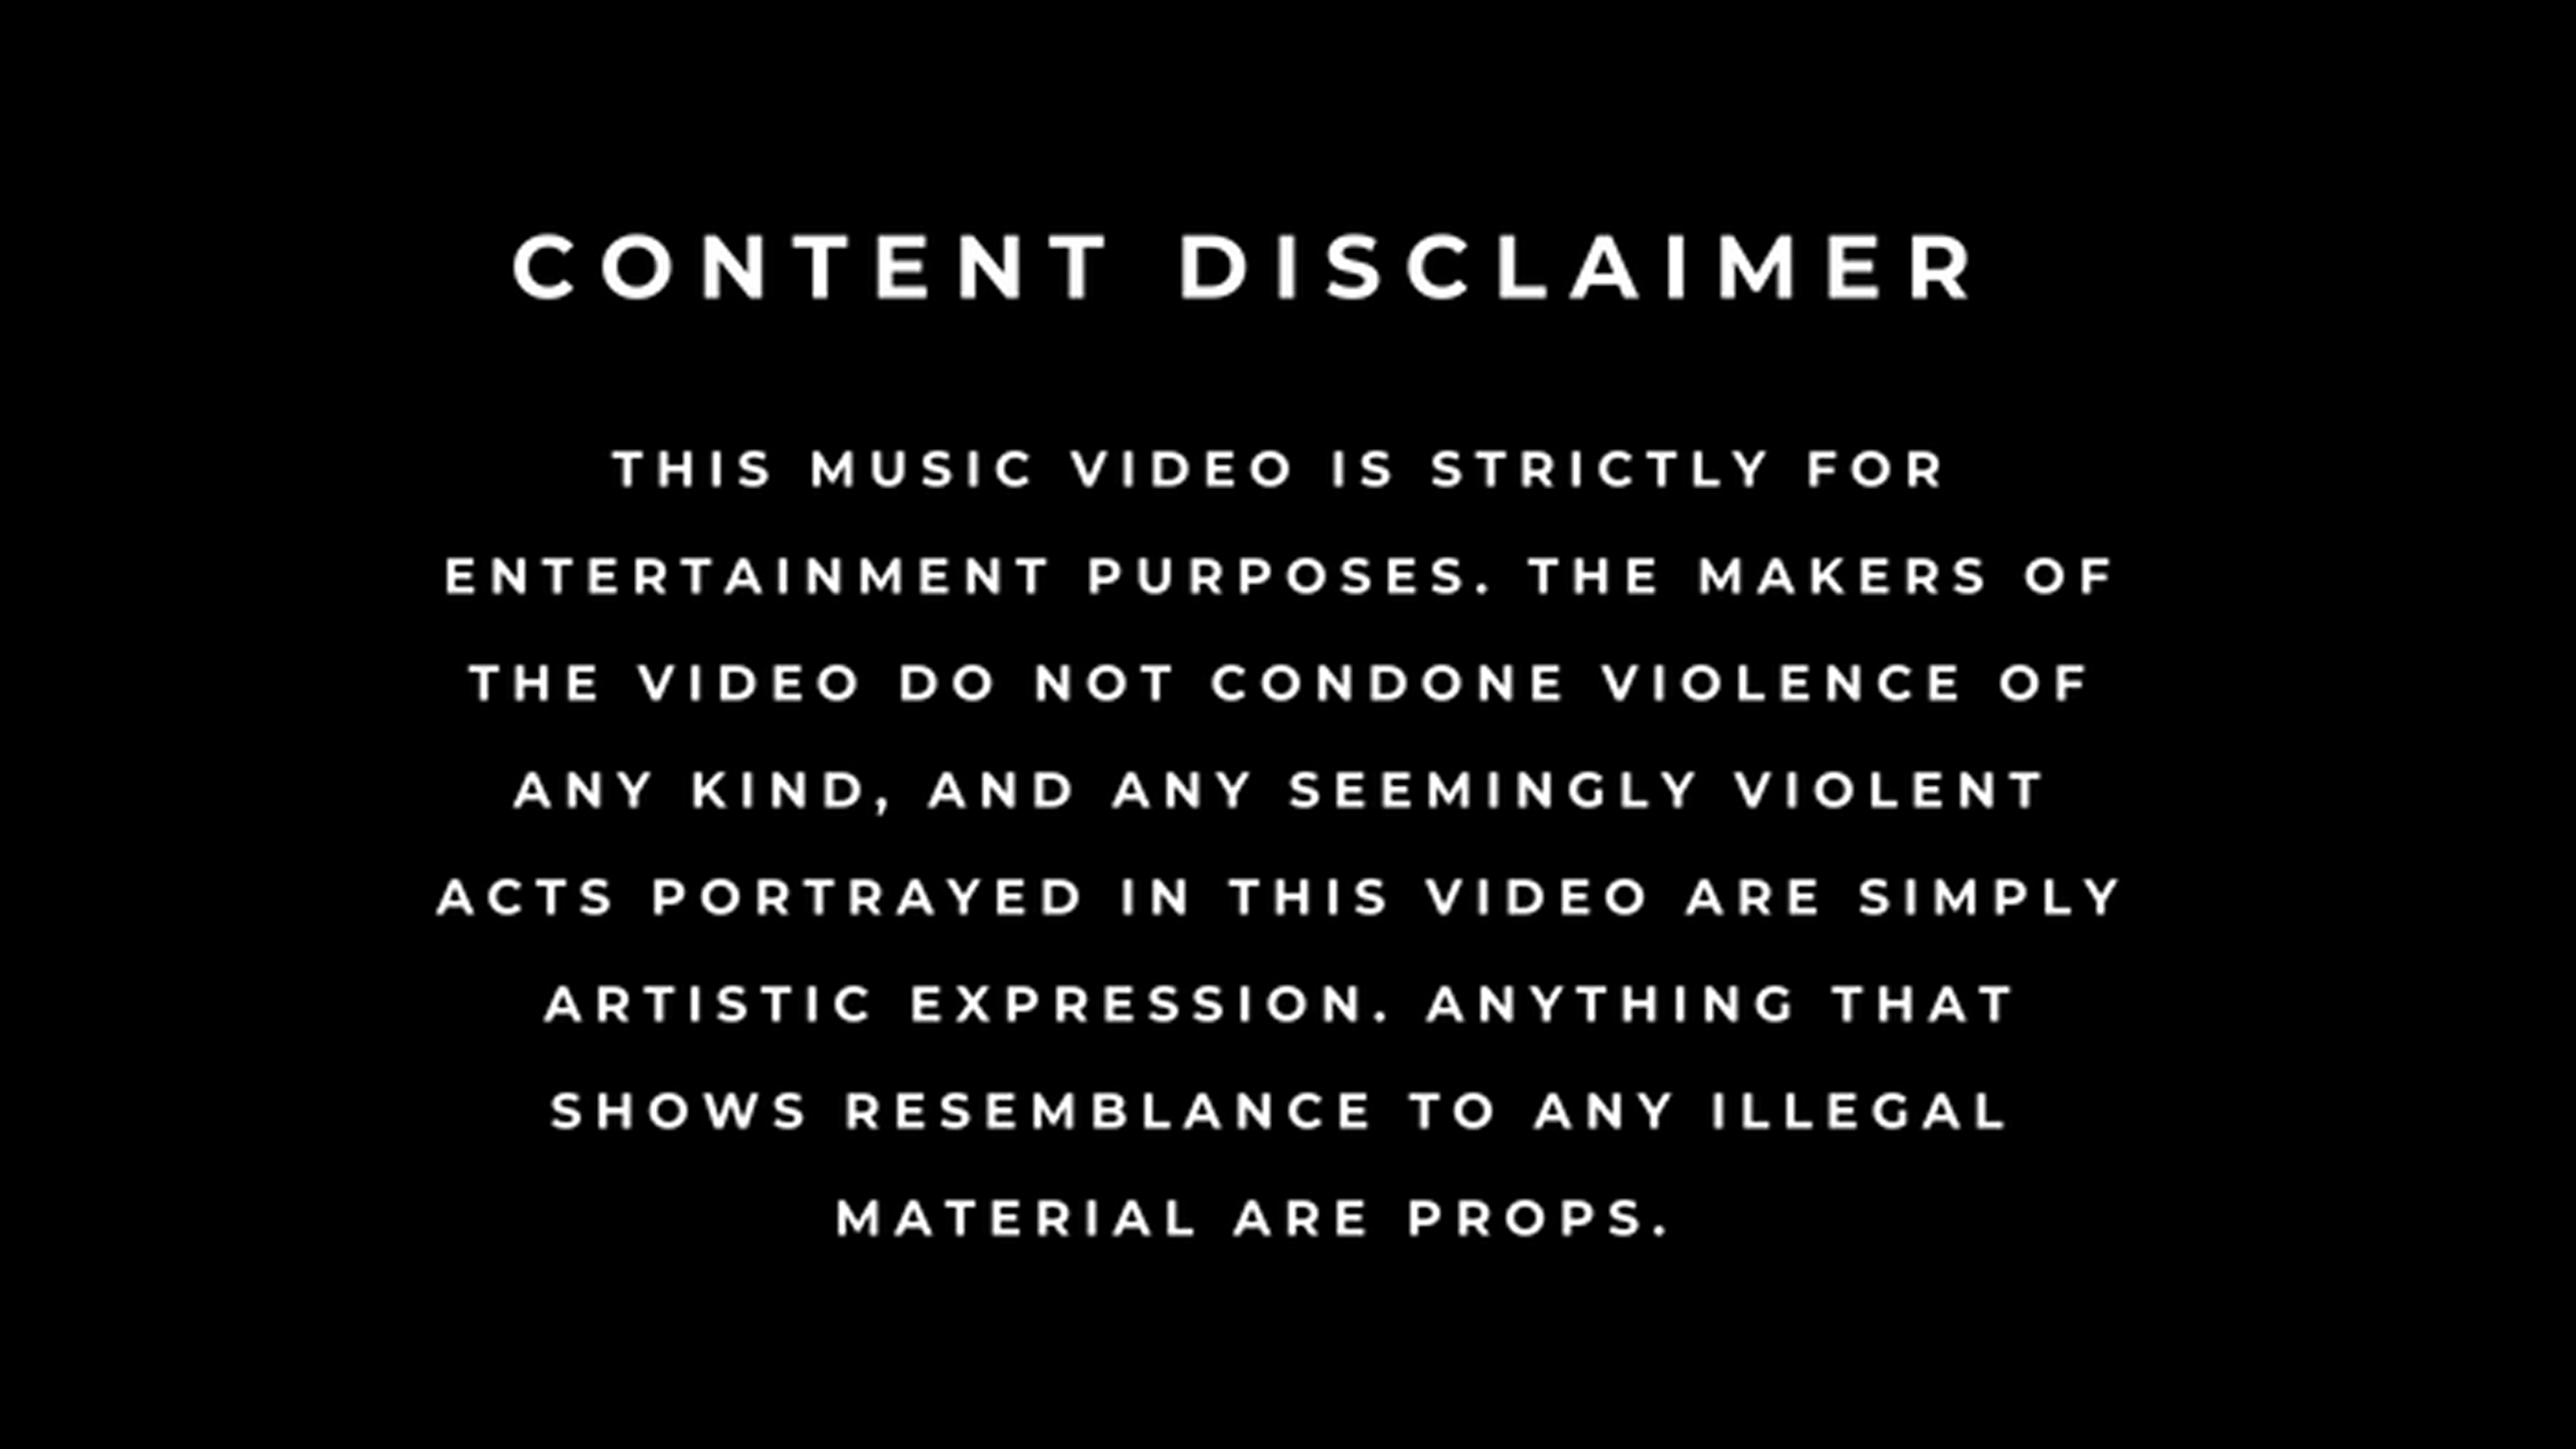 CONTENT DISCLAIMER
THIS MUSIC VIDEO IS STRICTLY FOR
ENTERTAINMENT PURPOSES. THE MAKERS OF
THE VIDEO DO NOT CONDONE VIOLENCE OF
ANY KIND, AND ANY SEEMINGLY VIOLENT
ACTS PORTRAYED IN THIS VIDEO ARE SIMPLY
ARTISTIC EXPRESSION. ANYTHING THAT
SHOWS RESEMBLANCE TO ANY ILLEGAL
MATERIAL ARE PROPS.